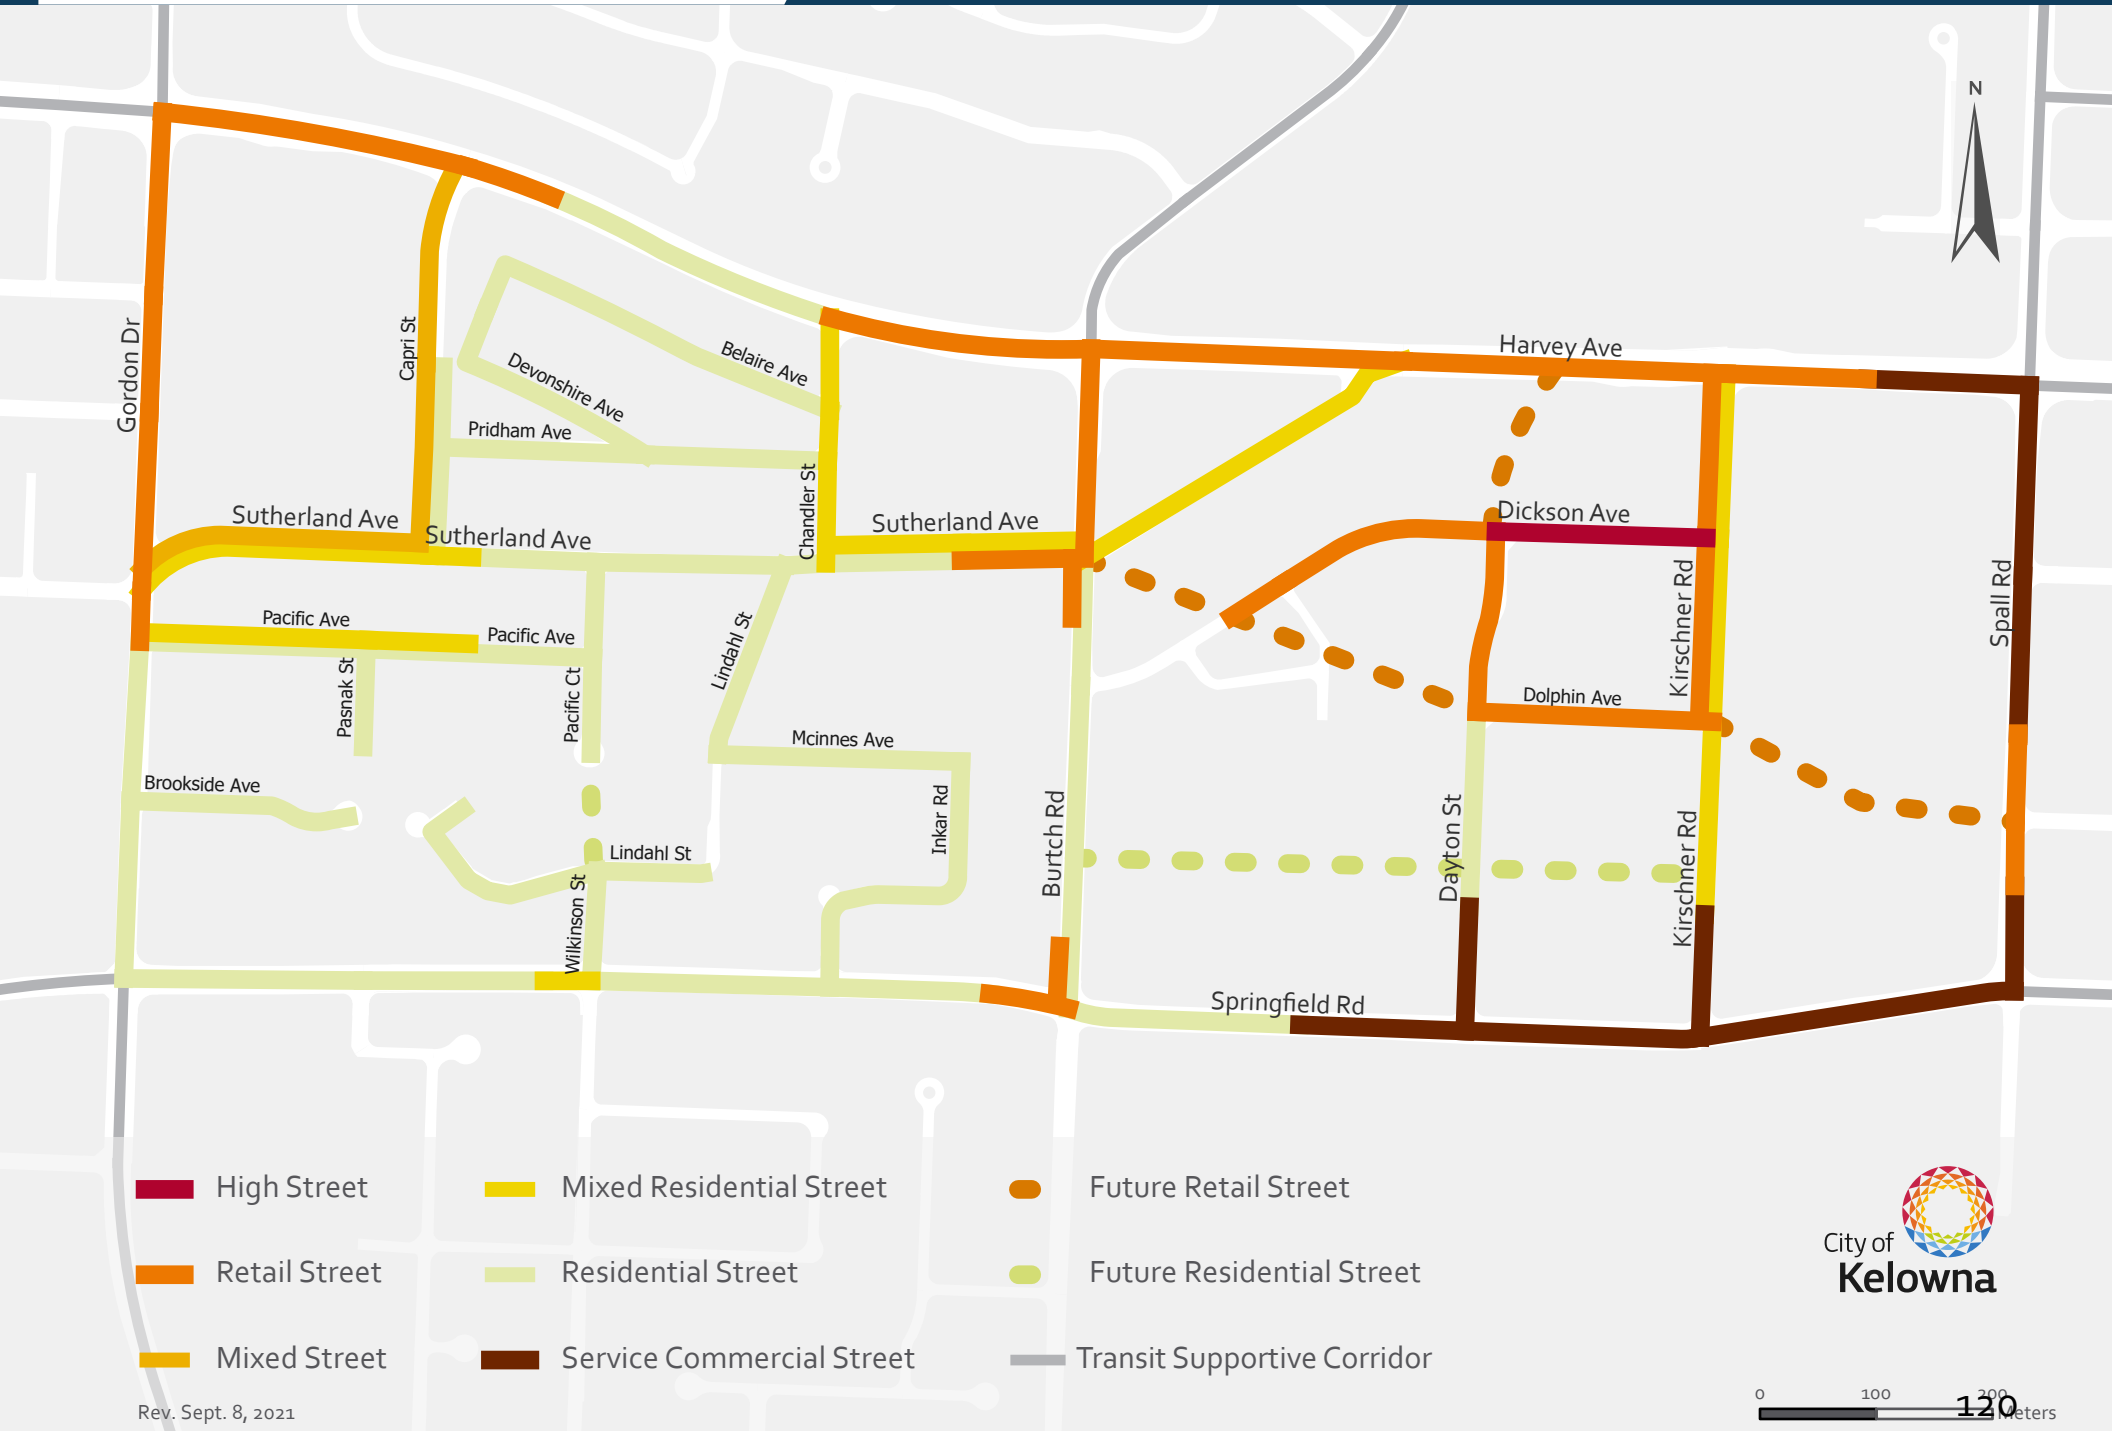 N
Harvey Ave
Gordon Dr
Capri St
Belaire Ave
Devonshire Ave
Pridham Ave
Chandler St
Sutherland Ave
Sutherland Ave
Sutherland Ave
Dickson Ave
Kirschner Rd
Spall Rd
Pacific Ave
Pacific Ave
Pasnak St
Pacific Ct
Lindahl St
Dolphin Ave
Mcinnes Ave
Brookside Ave
Inkar Rd
Burtch Rd
Dayton St
Kirschner Rd
Lindahl St
Wilkinson St
Springfield Rd
High Street
Mixed Residential Street
Future Retail Street
Retail Street
Residential Street
Future Residential Street
Mixed Street
Service Commercial Street
Transit Supportive Corridor
City of
Kelowna
Rev. Sept. 8, 2021
0 100 200
Meters
120